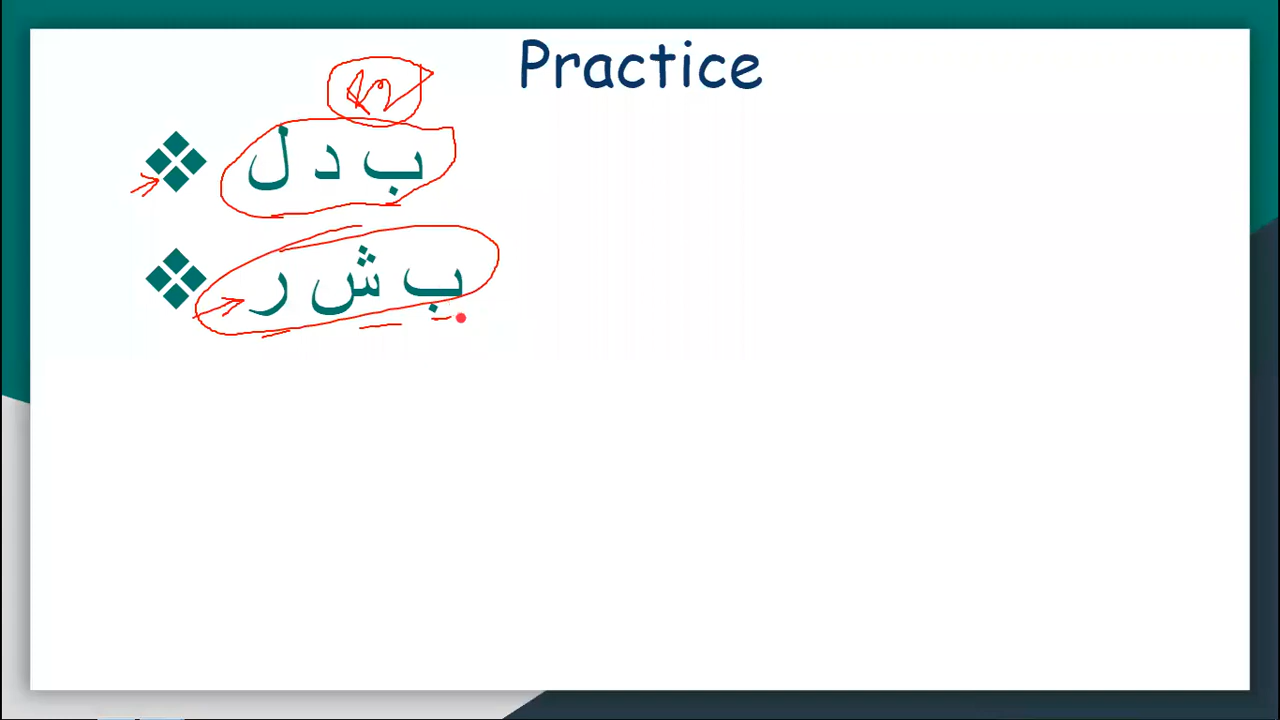 Practice
ب د ل
ب ش ر